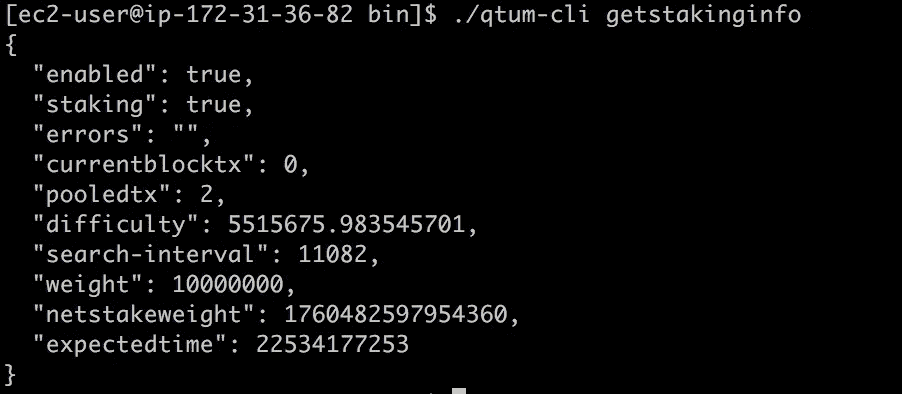 [ec2-user@ip-172-31-36-82 bin]$ ./qtum-cli getstakinginfo
{
  "enabled": true,
  "staking": true,
  "errors": "",
  "currentblocktx": 0,
  "pooledtx": 2,
  "difficulty": 5515675.983545701,
  "search-interval": 11082,
  "weight": 10000000,
  "netstakeweight": 1760482597954360,
  "expectedtime": 22534177253
}